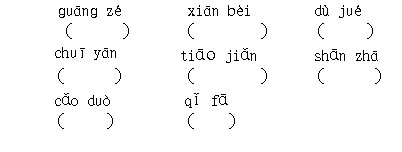 guāng zé xiān bèi dù jué
( ) ( ) ( )
chuī yān tiāo jiǎn shān zhā
( ) ( ) ( )
cǎo duò qǐ fā
( ) ( )